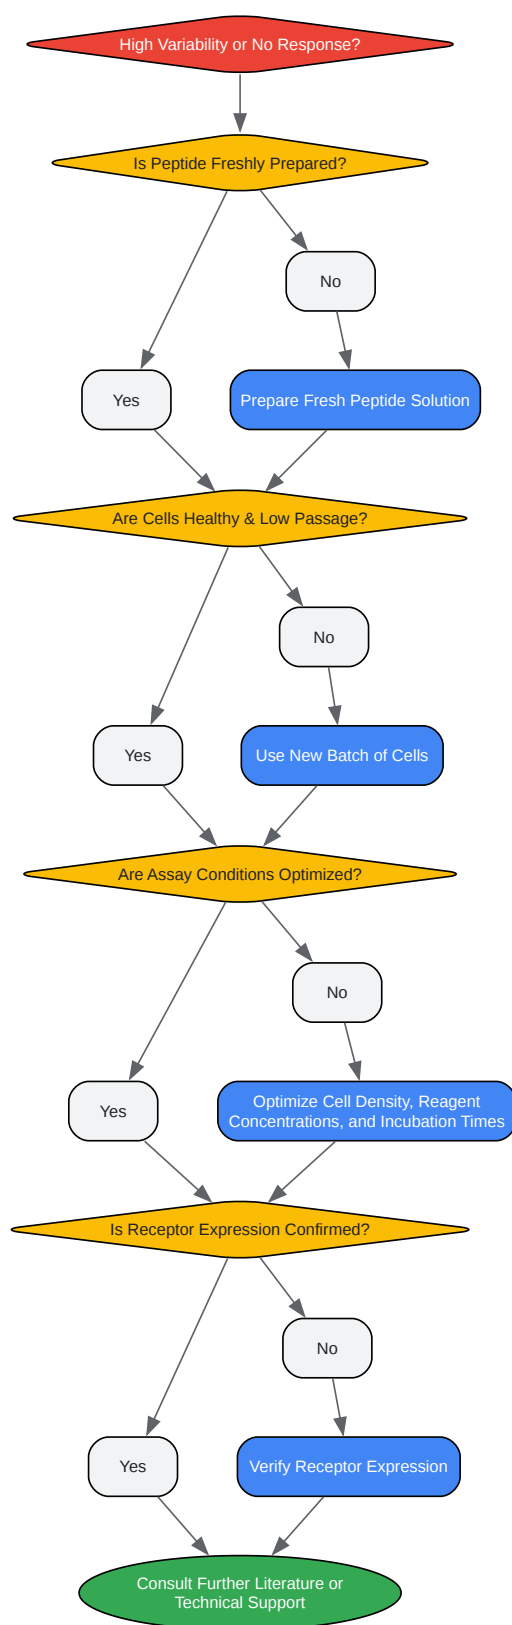 High Variability or No Response?
Is Peptide Freshly Prepared?
No
Yes
Prepare Fresh Peptide Solution
Are Cells Healthy & Low Passage?
No
Yes
Use New Batch of Cells
Are Assay Conditions Optimized?
No
Yes
Optimize Cell Density, Reagent
Concentrations, and Incubation Times
Is Receptor Expression Confirmed?
No
Yes
Verify Receptor Expression
Consult Further Literature or
Technical Support